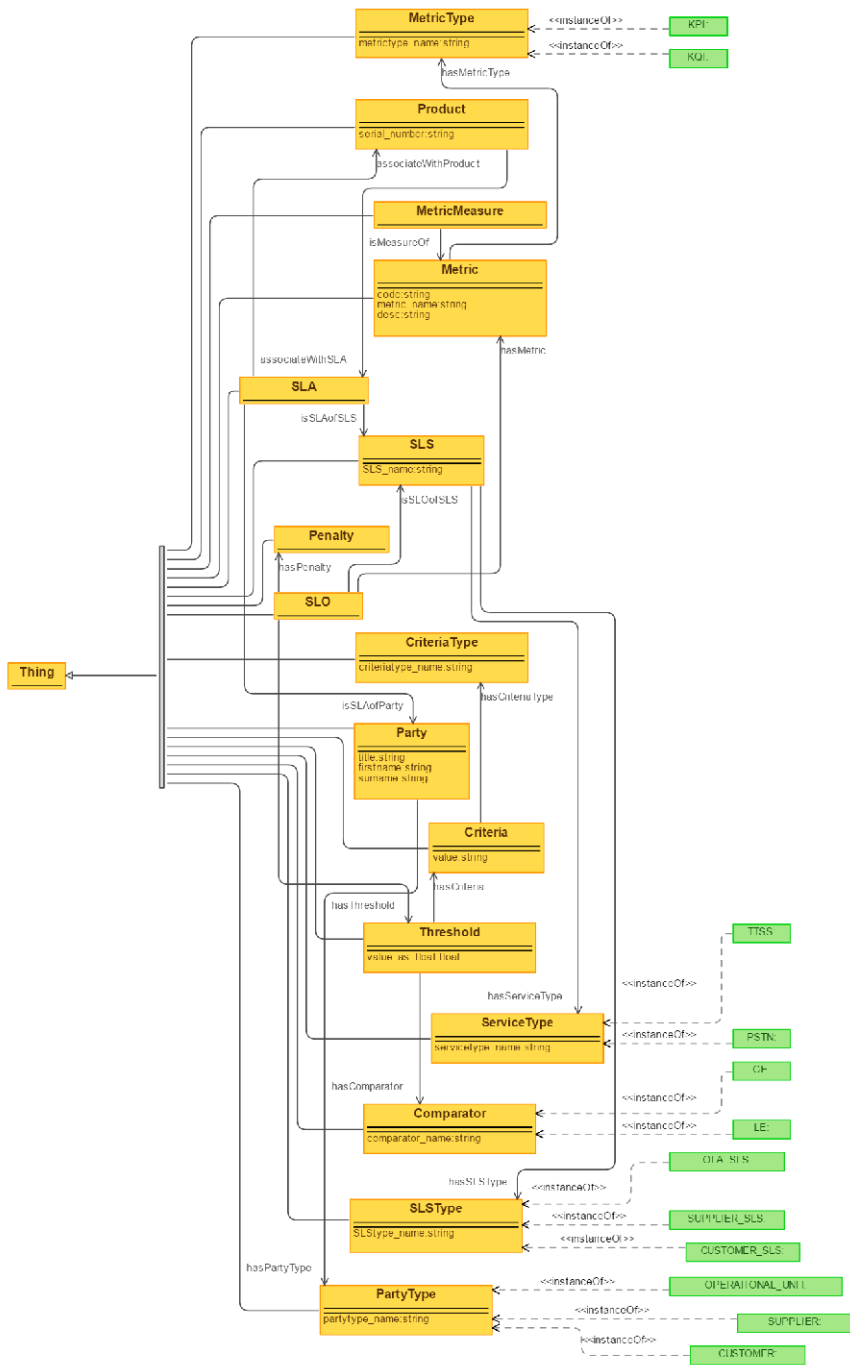 MetricType
metrictype_name:string
<<instanceOf>>
KPI:
<<instanceOf>>
KQI:
hasMetricType
Product
serial_number:string
associateWithProduct
MetricMeasure
isMeasureOf
Metric
code:string
metric_name:string
desc:string
associateWithSLA
hasMetric
SLA
isSLAofSLS
SLS
SLS_name:string
isSLOofSLS
Penalty
hasPenalty
SLO
CriteriaType
criteriatype_name:string
Thing
hasCriteriaType
isSLAofParty
Party
title:string
firstname:string
surname:string
Criteria
value:string
hasCriteria
hasThreshold
Threshold
value_as_float:float
TTSS:
<<instanceOf>>
hasServiceType
ServiceType
servicetype_name:string
<<instanceOf>>
PSTN:
GE
<<instanceOf>>
hasComparator
Comparator
comparator_name:string
<<instanceOf>>
LE:
OLA_SLS
<<instanceOf>>
hasSLSType
SLSType
SLStype_name:string
<<instanceOf>>
SUPPLIER_SLS:
<<instanceOf>>
CUSTOMER_SLS:
hasPartyType
<<instanceOf>>
OPERATIONAL_UNIT:
PartyType
partytype_name:string
<<instanceOf>>
SUPPLIER:
<<instanceOf>>
CUSTOMER: